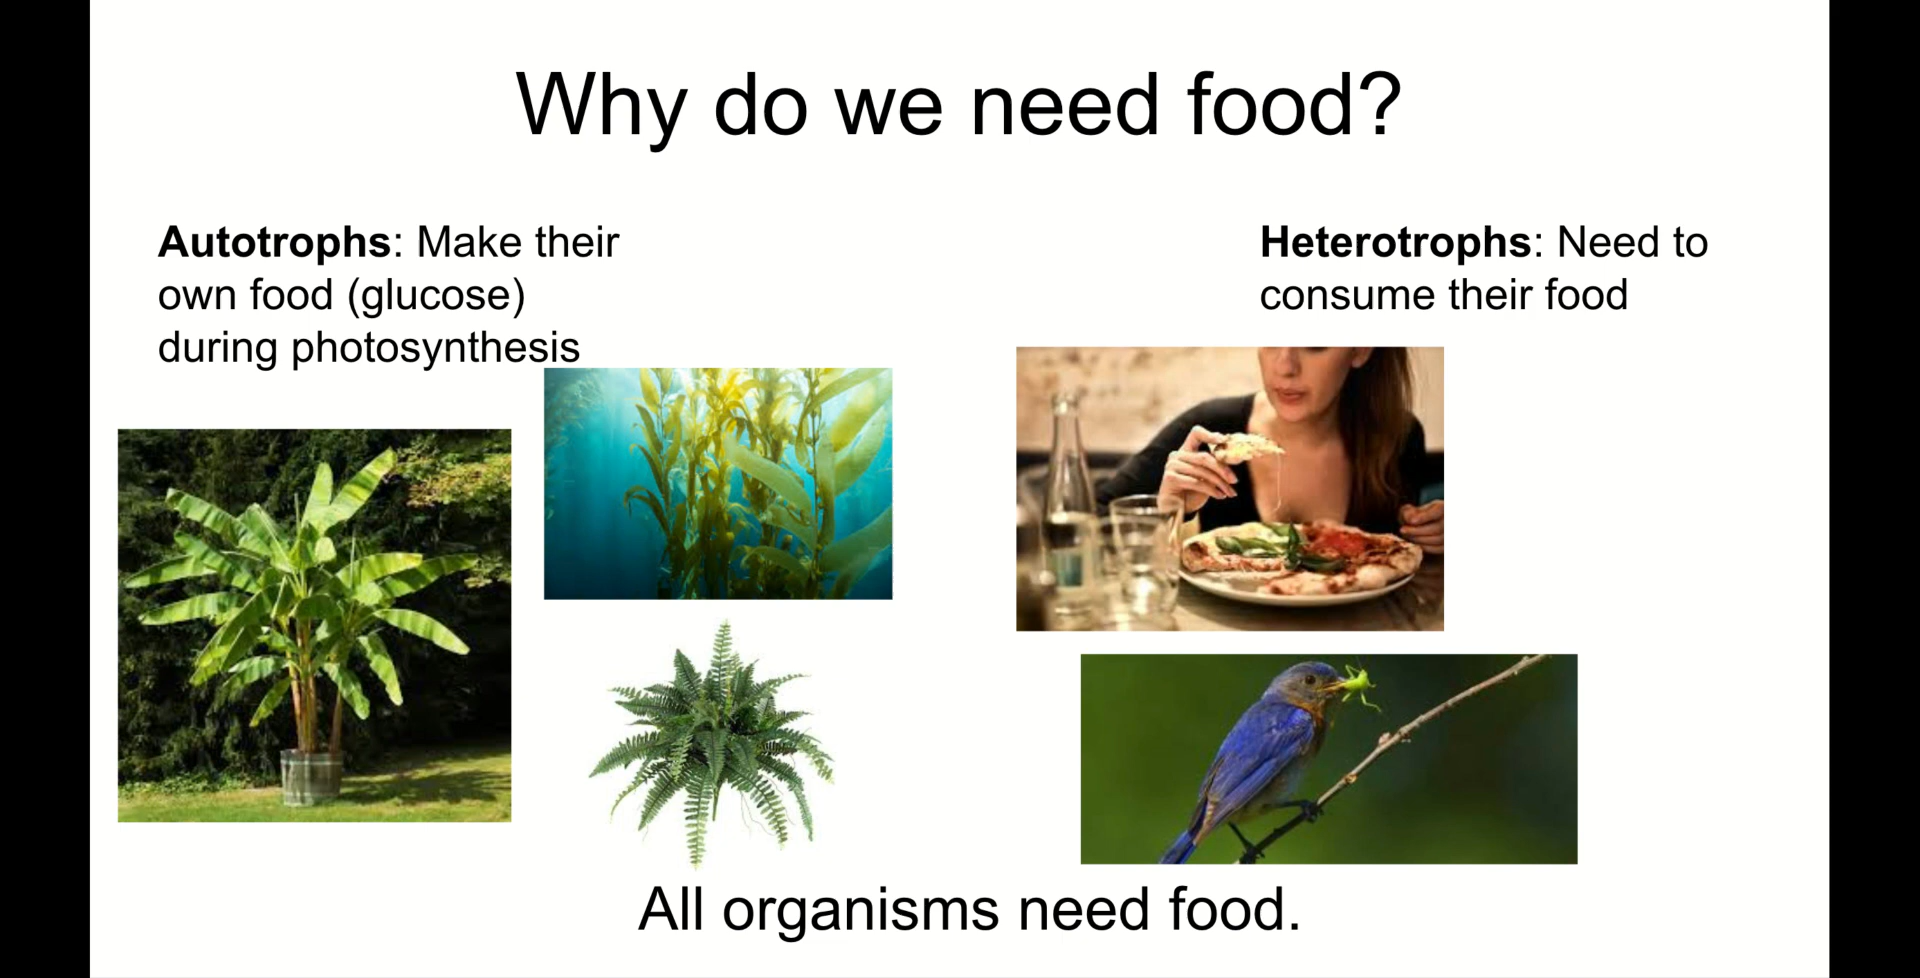 Why do we need food?
Autotrophs: Make their
own food (glucose)
during photosynthesis
Heterotrophs: Need to
consume their food
All organisms need food.